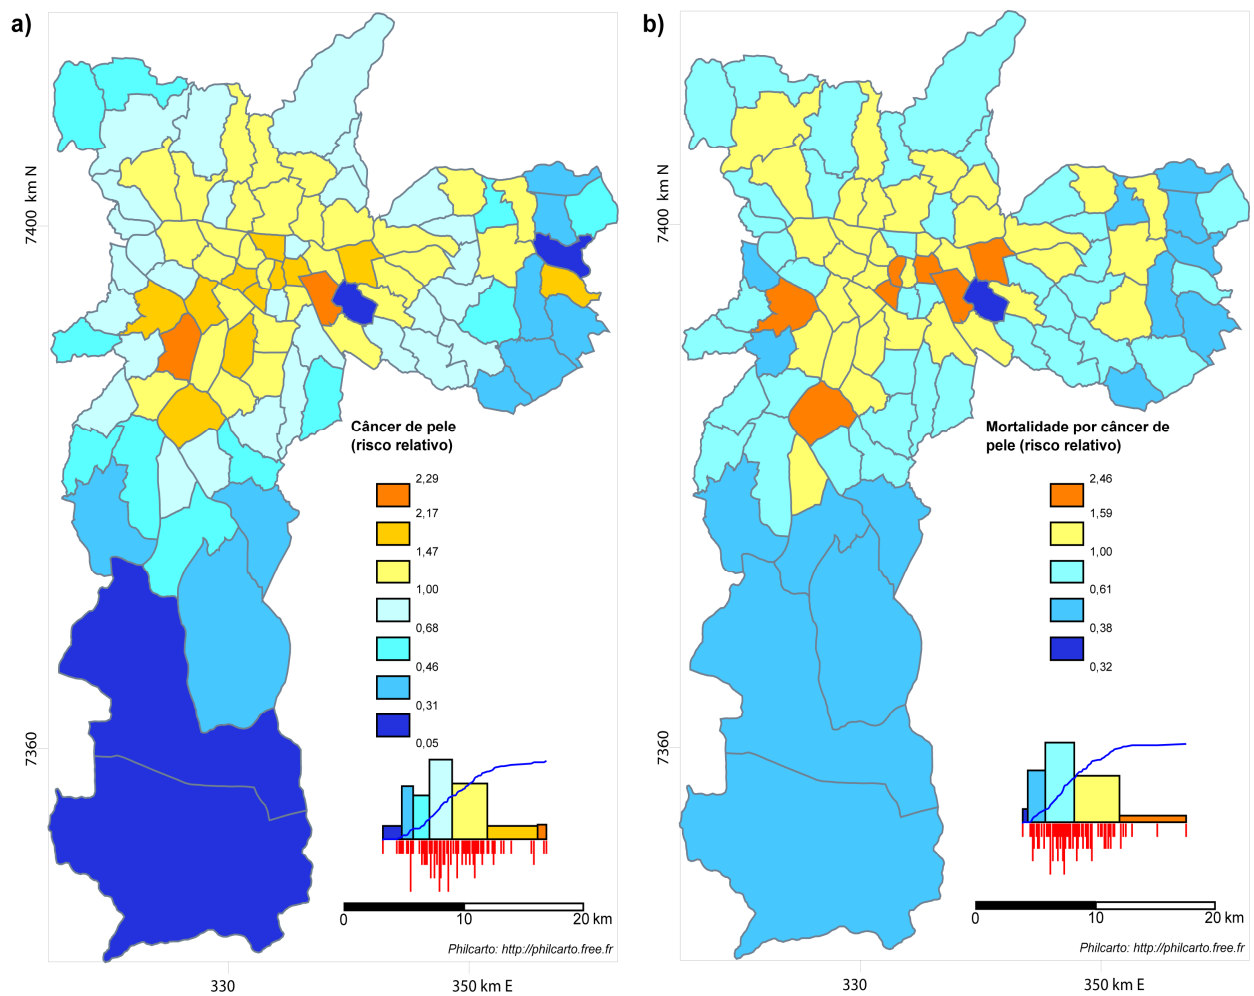 a)
7400 km N
7360
Câncer de pele
(risco relativo)
2,29
2,17
1,47
1,00
0,68
0,46
0,31
0,05
0
10
20 km
Philcarto: http://philcarto.free.fr
330
350 km E
b)
7400 km N
7360
Mortalidade por câncer de
pele (risco relativo)
2.46
1,59
1,00
0,61
0,38
0,32
0
10
20 km
Philcarto: http://philcarto.free.fr
330
350 km E